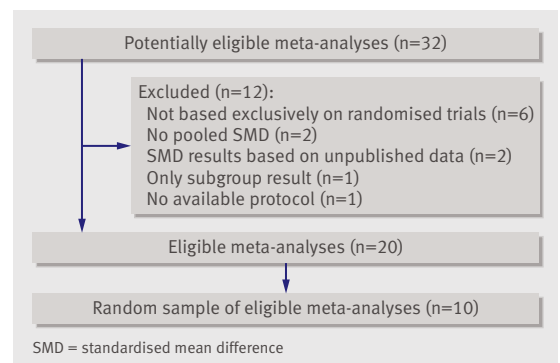 Potentially eligible meta-analyses (n=32)
Excluded (n=12):
Not based exclusively on randomised trials (n=6)
No pooled SMD (n=2)
SMD results based on unpublished data (n=2)
Only subgroup result (n=1)
No available protocol (n=1)
Eligible meta-analyses (n=20)
Random sample of eligible meta-analyses (n=10)
SMD = standardised mean difference